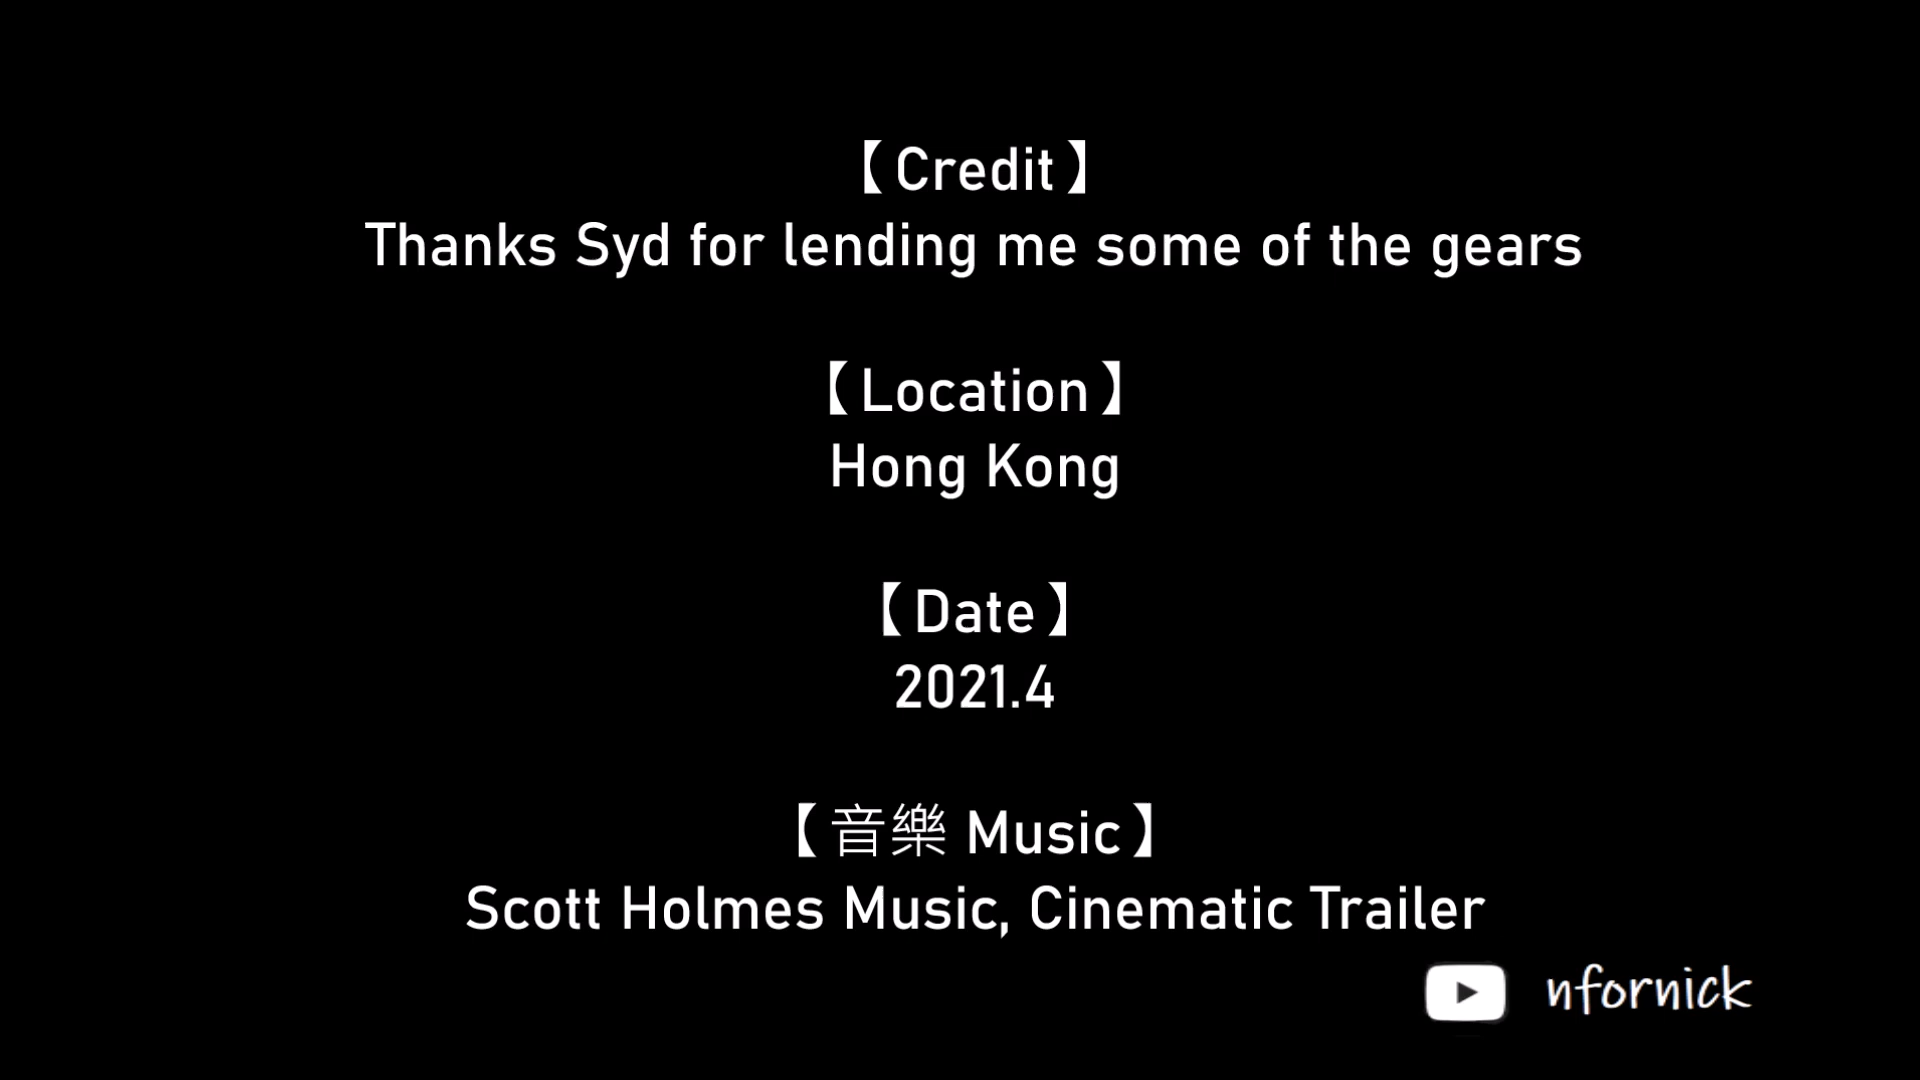 【Credit】
Thanks Syd for lending me some of the gears
【Location】
Hong Kong
【Date】
2021.4
【音樂 Music】
Scott Holmes Music, Cinematic Trailer
nfornick